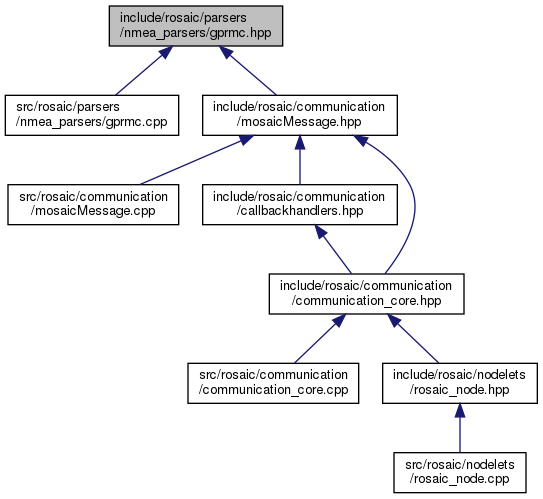 include/rosaic/parsers
/nmea_parsers/gprmc.hpp
src/rosaic/parsers
/nmea_parsers/gprmc.cpp
include/rosaic/communication
/mosaicMessage.hpp
src/rosaic/communication
/mosaicMessage.cpp
include/rosaic/communication
/callbackhandlers.hpp
include/rosaic/communication
/communication_core.hpp
src/rosaic/communication
/communication_core.cpp
include/rosaic/nodelets
/rosaic_node.hpp
src/rosaic/nodelets
/rosaic_node.cpp